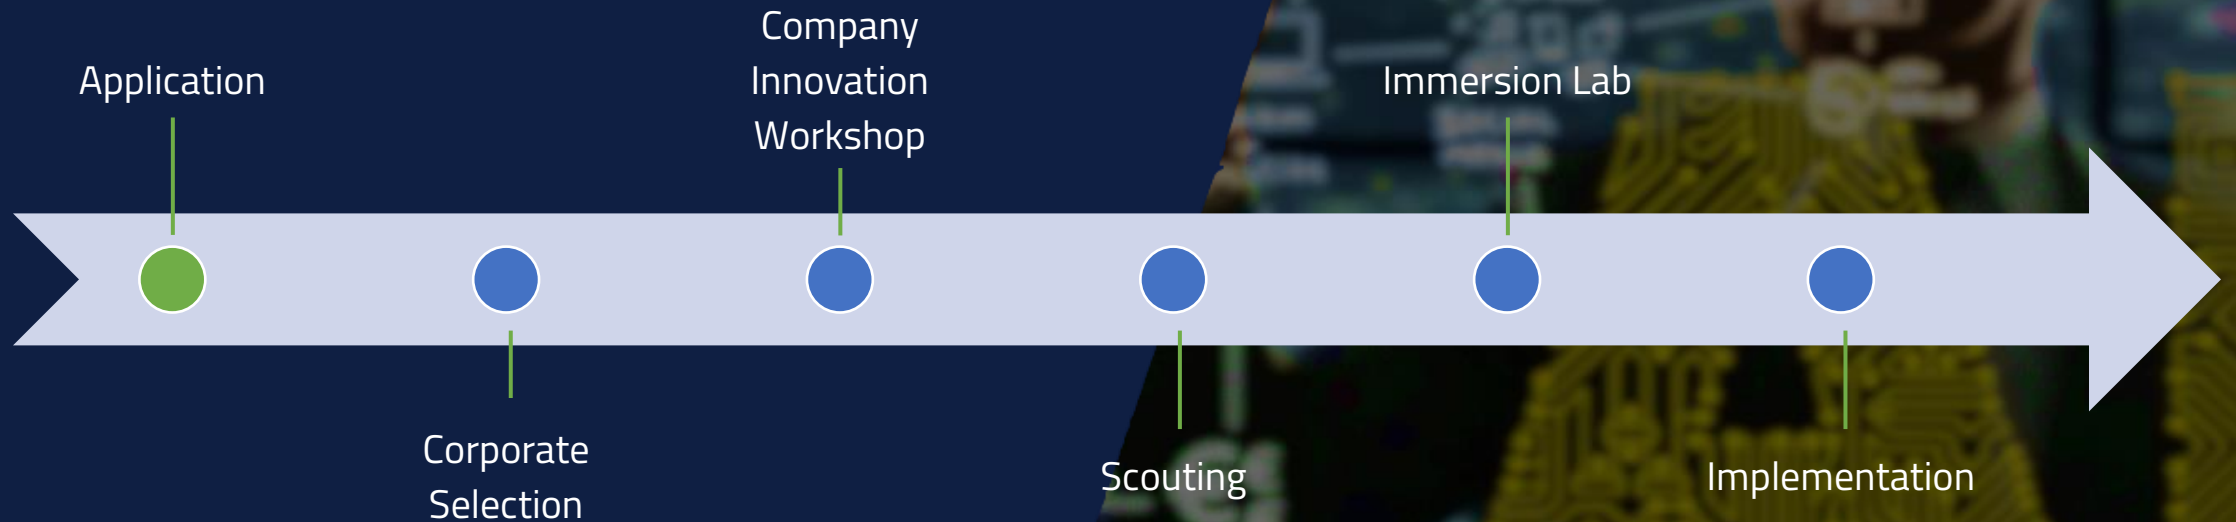 Application
Corporate
Selection
Company
Innovation
Workshop
Scouting
Immersion Lab
Implementation